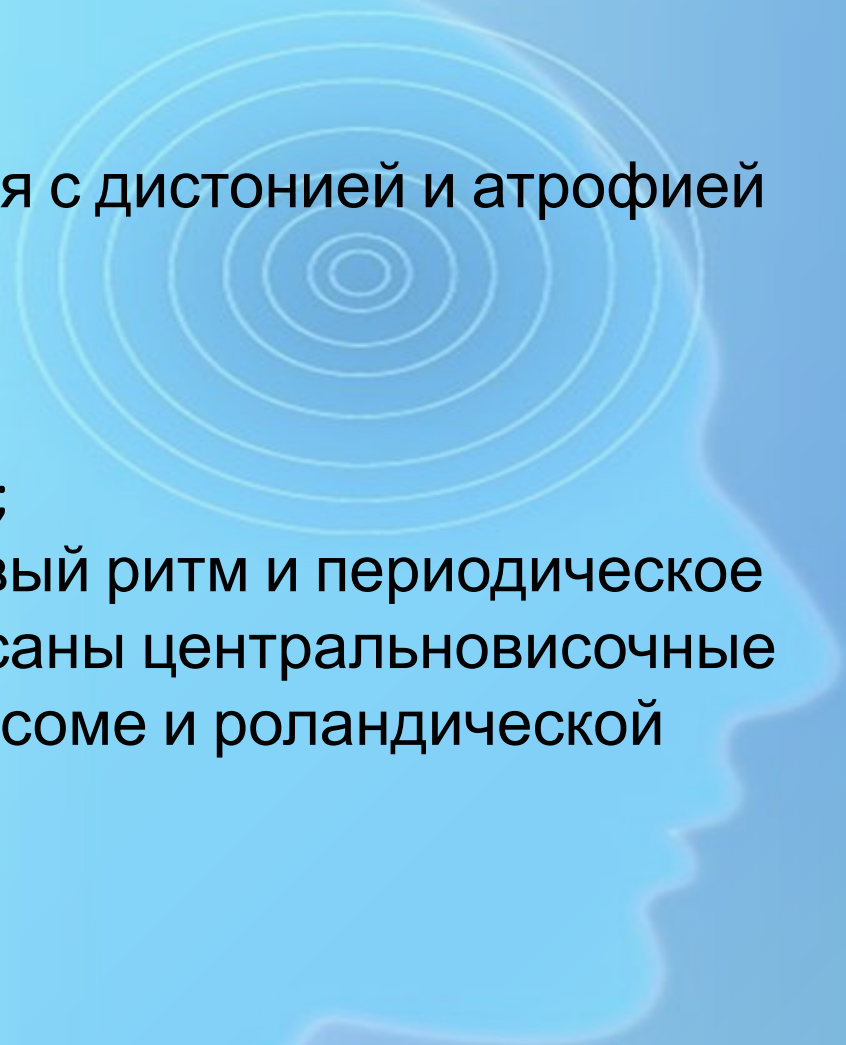 я с дистонией и атрофией
;
вый ритм и периодическое
саны центральновисочные
соме и роландической